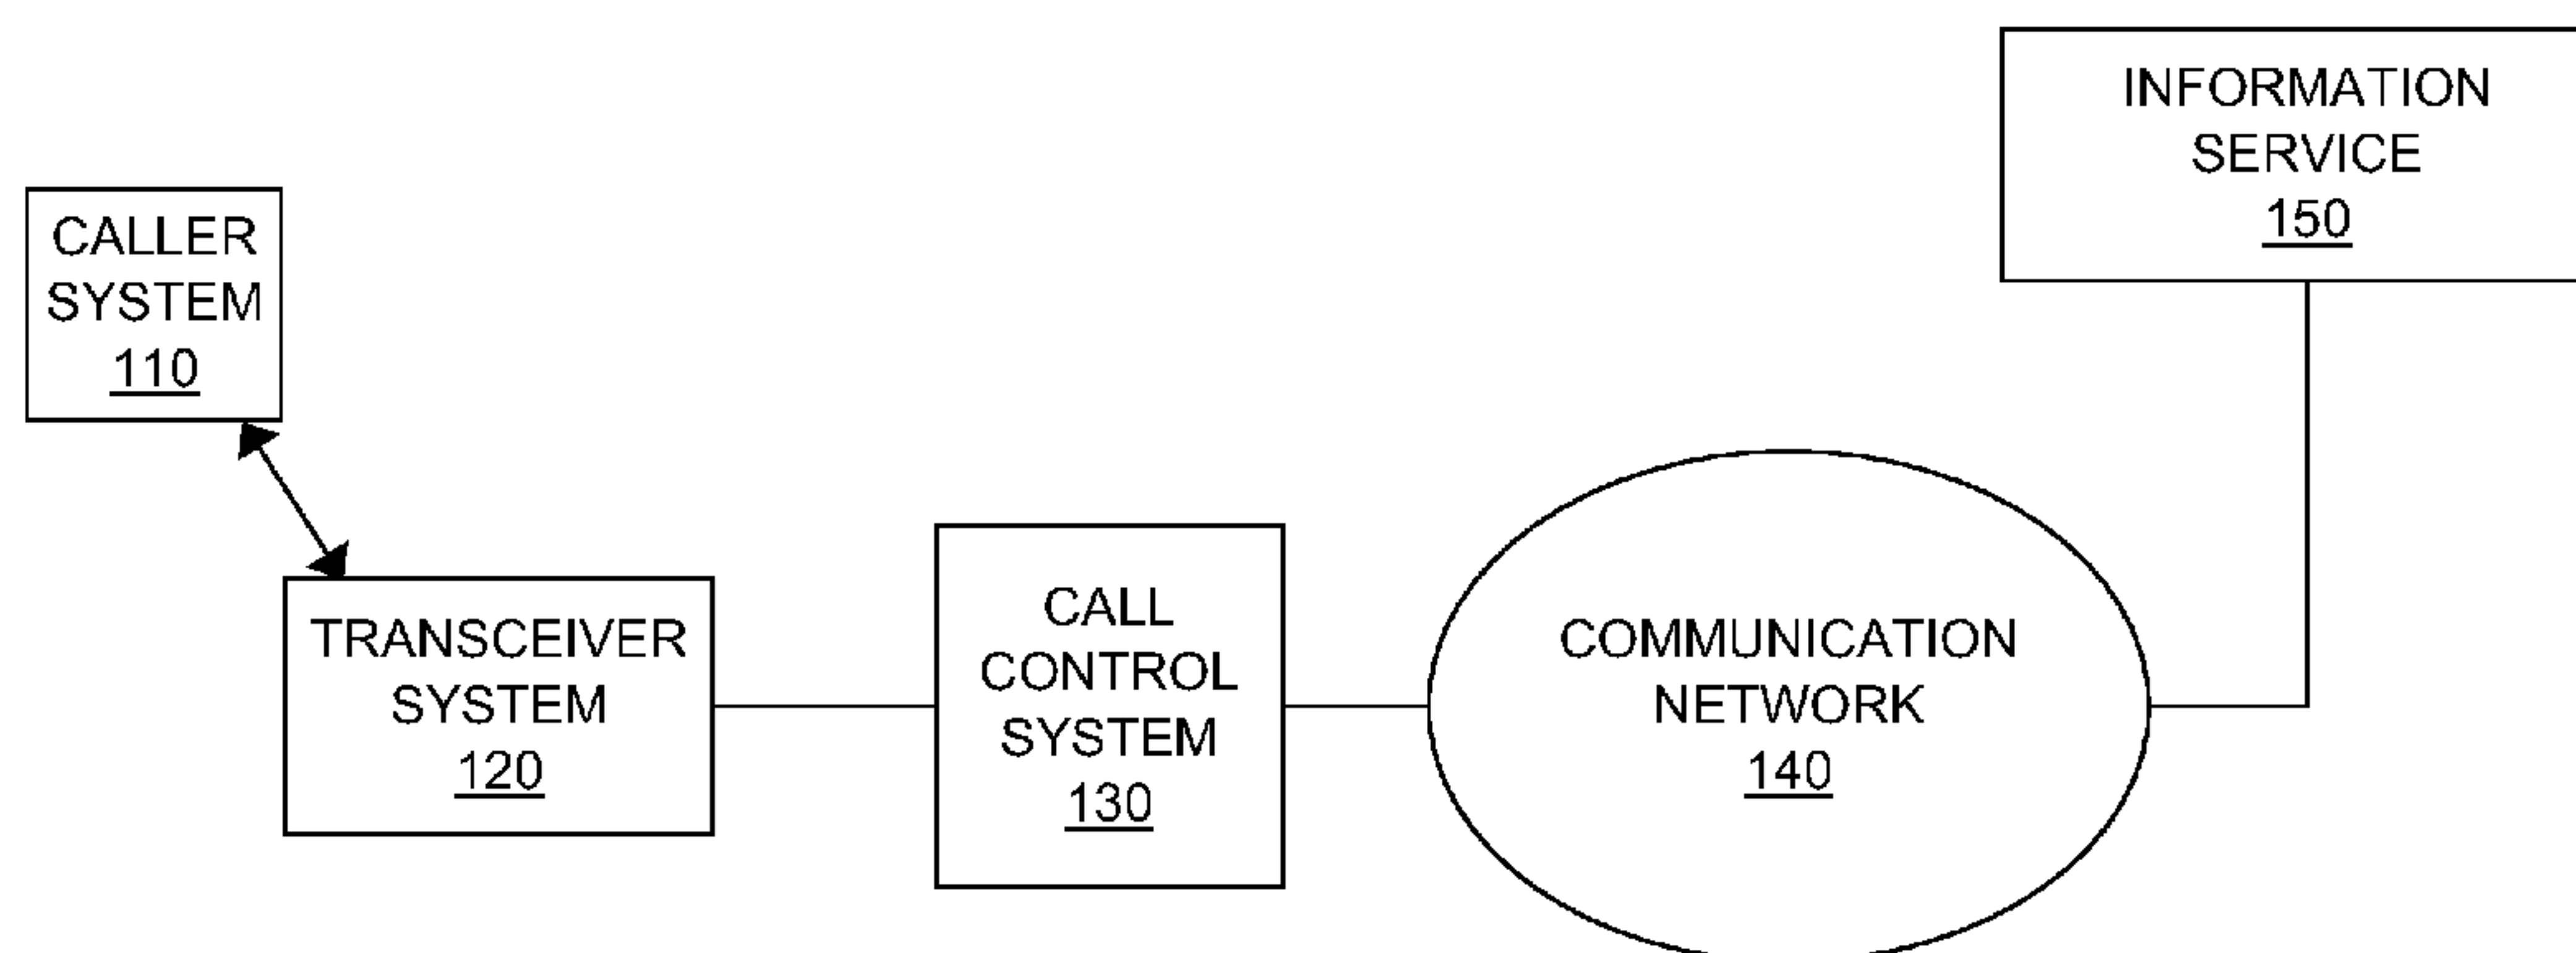 INFORMATION
SERVICE
150
CALLER
SYSTEM
110
TRANSCEIVER
SYSTEM
120
CALL
CONTROL
SYSTEM
130
COMMUNICATION
NETWORK
140